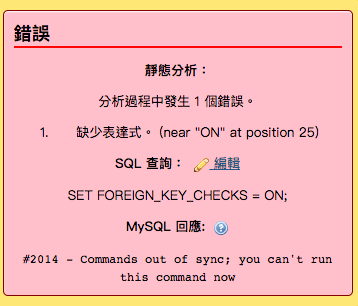 錯誤
靜態分析：
分析過程中發生 1 個錯誤。
1. 缺少表達式。 (near "ON" at position 25)
SQL 查詢： 編輯
SET FOREIGN_KEY_CHECKS = ON;
MySQL 回應:
#2014 - Commands out of sync; you can't run
this command now